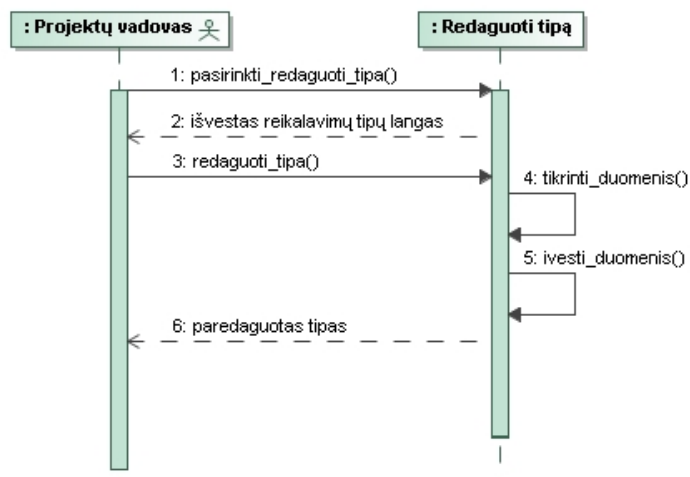 : Projektų vadovas
: Redaguoti tipą
1: pasirinkti_redaguoti_tipa()
2: išvestas reikalavimų tipų langas
3: redaguoti_tipa()
4: tikrinti_duomenis()
5: ivesti_duomenis()
6: paredaguotas tipas